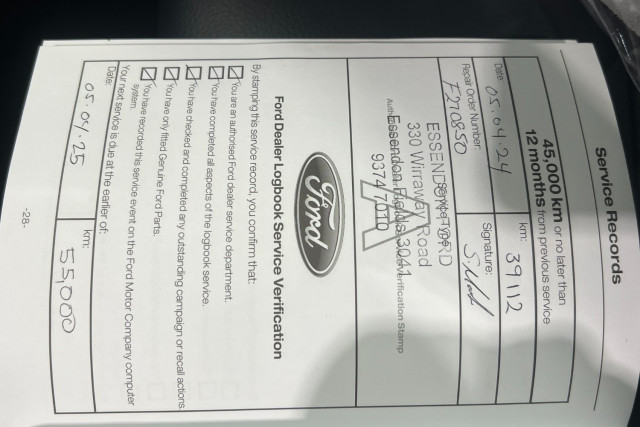 Service Records
45,000 km or no later than
12 months from previous service
Date: 05.04.24 km: 39112
Repair Order Number: F210850 Signature:
Service Type:
A
ESSENDON FORD
330 Wirraway Road
Essendon Fields 3041
9374 7010
Authorised Dealer Verification Stamp
Ford
Ford Dealer Logbook Service Verification
By stamping this service record, you confirm that:
You are an authorised Ford dealer service department.
You have completed all aspects of the logbook service.
You have checked and completed any outstanding campaign or recall actions
You have only fitted Genuine Ford Parts.
You have recorded this service event on the Ford Motor Company computer
system.
Your next service is due at the earlier of:
Date: 05.04.25 km: 55,000
-28-